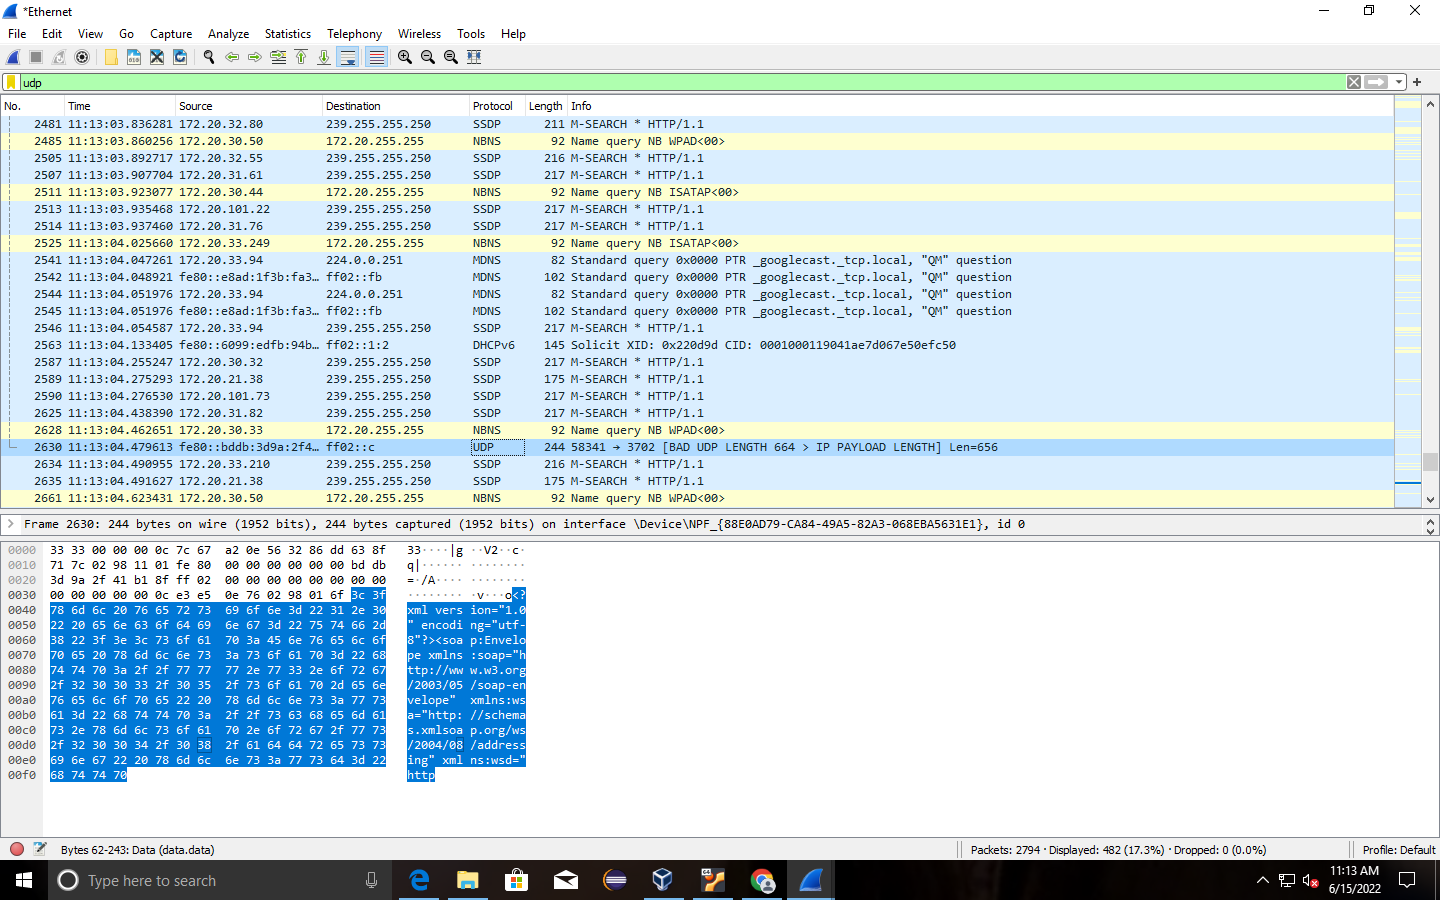 *Ethernet
File Edit View Go Capture Analyze Statistics Telephony Wireless Tools Help
udp
No. Time Source Destination Protocol Length Info
2481 11:13:03.836281 172.20.32.80 239.255.255.250 SSDP 211 M-SEARCH * HTTP/1.1
2485 11:13:03.860256 172.20.30.50 172.20.255.255 NBNS 92 Name query NB WPAD<00>
2505 11:13:03.892717 172.20.32.55 239.255.255.250 SSDP 216 M-SEARCH * HTTP/1.1
2507 11:13:03.907704 172.20.31.61 239.255.255.250 SSDP 217 M-SEARCH * HTTP/1.1
2511 11:13:03.923077 172.20.30.44 172.20.255.255 NBNS 92 Name query NB ISATAP<00>
2513 11:13:03.935468 172.20.101.22 239.255.255.250 SSDP 217 M-SEARCH * HTTP/1.1
2514 11:13:03.937460 172.20.31.76 239.255.255.250 SSDP 217 M-SEARCH * HTTP/1.1
2525 11:13:04.025660 172.20.33.249 172.20.255.255 NBNS 92 Name query NB ISATAP<00>
2541 11:13:04.047261 172.20.33.94 224.0.0.251 MDNS 82 Standard query 0x0000 PTR _googlecast._tcp.local, "QM" question
2542 11:13:04.048921 fe80::e8ad:1f3b:fa3… ff02::fb MDNS 102 Standard query 0x0000 PTR _googlecast._tcp.local, "QM" question
2544 11:13:04.051976 172.20.33.94 224.0.0.251 MDNS 82 Standard query 0x0000 PTR _googlecast._tcp.local, "QM" question
2545 11:13:04.051976 fe80::e8ad:1f3b:fa3… ff02::fb MDNS 102 Standard query 0x0000 PTR _googlecast._tcp.local, "QM" question
2546 11:13:04.054587 172.20.33.94 239.255.255.250 SSDP 217 M-SEARCH * HTTP/1.1
2563 11:13:04.133405 fe80::6099:edfb:94b… ff02::1:2 DHCPv6 145 Solicit XID: 0x220d9d CID: 0001000119041ae7d067e50efc50
2587 11:13:04.255247 172.20.30.32 239.255.255.250 SSDP 217 M-SEARCH * HTTP/1.1
2589 11:13:04.275293 172.20.21.38 239.255.255.250 SSDP 175 M-SEARCH * HTTP/1.1
2590 11:13:04.276530 172.20.101.73 239.255.255.250 SSDP 217 M-SEARCH * HTTP/1.1
2625 11:13:04.438390 172.20.31.82 239.255.255.250 SSDP 217 M-SEARCH * HTTP/1.1
2628 11:13:04.462651 172.20.30.33 172.20.255.255 NBNS 92 Name query NB WPAD<00>
2630 11:13:04.479613 fe80::bddb:3d9a:2f4… ff02::c UDP 244 58341 → 3702 [BAD UDP LENGTH 664 > IP PAYLOAD LENGTH] Len=656
2634 11:13:04.490955 172.20.33.210 239.255.255.250 SSDP 216 M-SEARCH * HTTP/1.1
2635 11:13:04.491627 172.20.21.38 239.255.255.250 SSDP 175 M-SEARCH * HTTP/1.1
2661 11:13:04.623431 172.20.30.50 172.20.255.255 NBNS 92 Name query NB WPAD<00>
Frame 2630: 244 bytes on wire (1952 bits), 244 bytes captured (1952 bits) on interface \Device\NPF_{88E0AD79-CA84-49A5-82A3-068EBA5631E1}, id 0
0000 33 33 00 00 00 0c 7c 67 a2 0e 56 32 86 dd 63 8f 33····|g ··V2··c·
0010 71 7c 02 98 11 01 fe 80 00 00 00 00 00 00 bd db q|······ ········
0020 3d 9a 2f 41 b1 8f ff 02 00 00 00 00 00 00 00 00 =·/A···· ········
0030 00 00 00 00 00 0c e3 e5 0e 76 02 98 01 6f 3c 3f ········ ·v···o<?
0040 78 6d 6c 20 76 65 72 73 69 6f 6e 3d 22 31 2e 30 xml vers ion="1.0
0050 22 20 65 6e 63 6f 64 69 6e 67 3d 22 75 74 66 2d " encodi ng="utf-
0060 38 22 3f 3e 3c 73 6f 61 70 3a 45 6e 76 65 6c 6f 8"?><soa p:Envelo
0070 70 65 20 78 6d 6c 6e 73 3a 73 6f 61 70 3d 22 68 pe xmlns :soap="h
0080 74 74 70 3a 2f 2f 77 77 77 2e 77 33 2e 6f 72 67 ttp://ww w.w3.org
0090 2f 32 30 30 33 2f 30 35 2f 73 6f 61 70 2d 65 6e /2003/05 /soap-en
00a0 76 65 6c 6f 70 65 22 20 78 6d 6c 6e 73 3a 77 73 velope"  xmlns:ws
00b0 61 3d 22 68 74 74 70 3a 2f 2f 73 63 68 65 6d 61 a="http: //schema
00c0 73 2e 78 6d 6c 73 6f 61 70 2e 6f 72 67 2f 77 73 s.xmlsoa p.org/ws
00d0 2f 32 30 30 34 2f 30 38 2f 61 64 64 72 65 73 73 /2004/08 /address
00e0 69 6e 67 22 20 78 6d 6c 6e 73 3a 77 73 64 3d 22 ing" xml ns:wsd="
00f0 68 74 74 70 http
Bytes 62-243: Data (data.data) Packets: 2794 · Displayed: 482 (17.3%) · Dropped: 0 (0.0%) Profile: Default
Type here to search
11:13 AM
6/15/2022